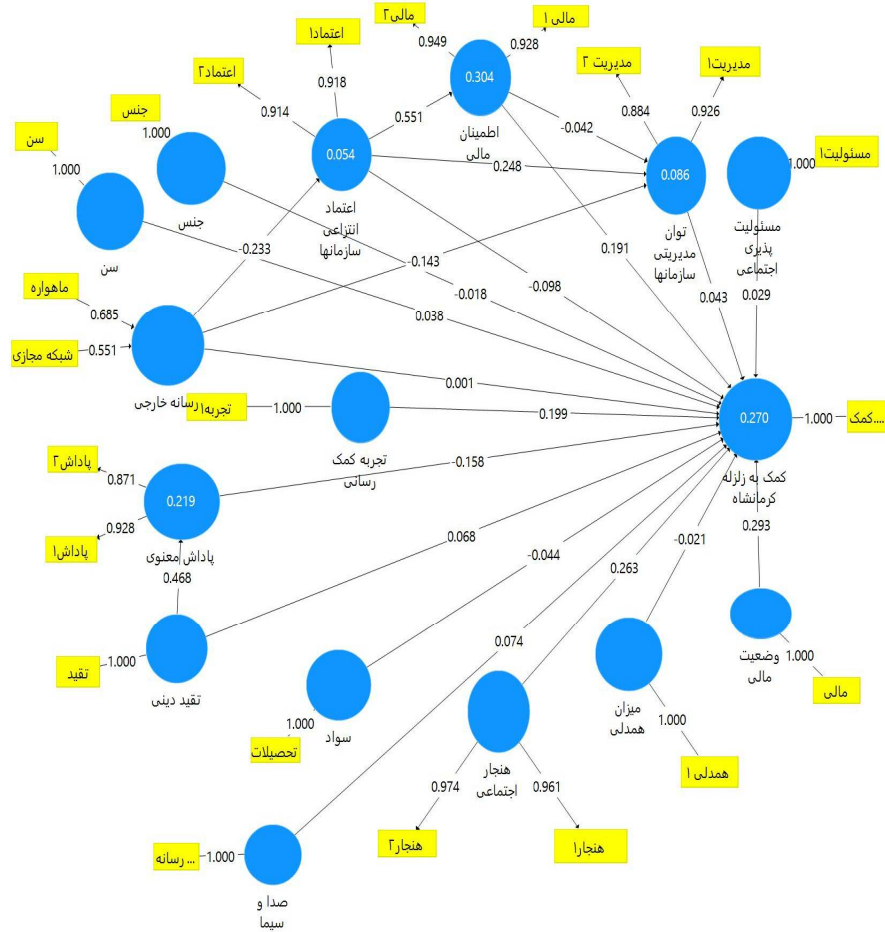 مالی۲
مالی ۱
0.949
0.928
اعتماد۱
اعتماد۲
0.918
0.914
0.304
مدیریت ۲
مدیریت۱
0.884
0.926
جنس
1.000
سن
1.000
0.551
اطمینان
مالی
-0.042
0.054
0.248
0.086
مسئولیت۱
1.000
جنس
سن
اعتماد
انتزاعی
سازمانها
توان
مدیریتی
سازمانها
مسئولیت
پذیری
اجتماعی
-0.233
-0.143
0.191
-0.098
-0.018
0.038
0.043
0.029
ماهواره
0.685
شبکه مجازی
0.551
رسانه خارجی
0.001
تجربه۱
1.000
0.199
تجربه کمک
رسانی
0.270
1.000
کمک....
کمک به زلزله
کرمانشاه
پاداش۲
0.871
0.219
پاداش۱
0.928
پاداش معنوی
-0.158
0.468
0.068
-0.044
0.263
-0.021
0.293
تقید
1.000
تقید دینی
0.074
سواد
1.000
تحصیلات
هنجار
اجتماعی
0.974
0.961
هنجار۲
هنجار۱
میزان
همدلی
1.000
همدلی ۱
وضعیت
مالی
1.000
مالی
رسانه ...
1.000
صدا و
سیما